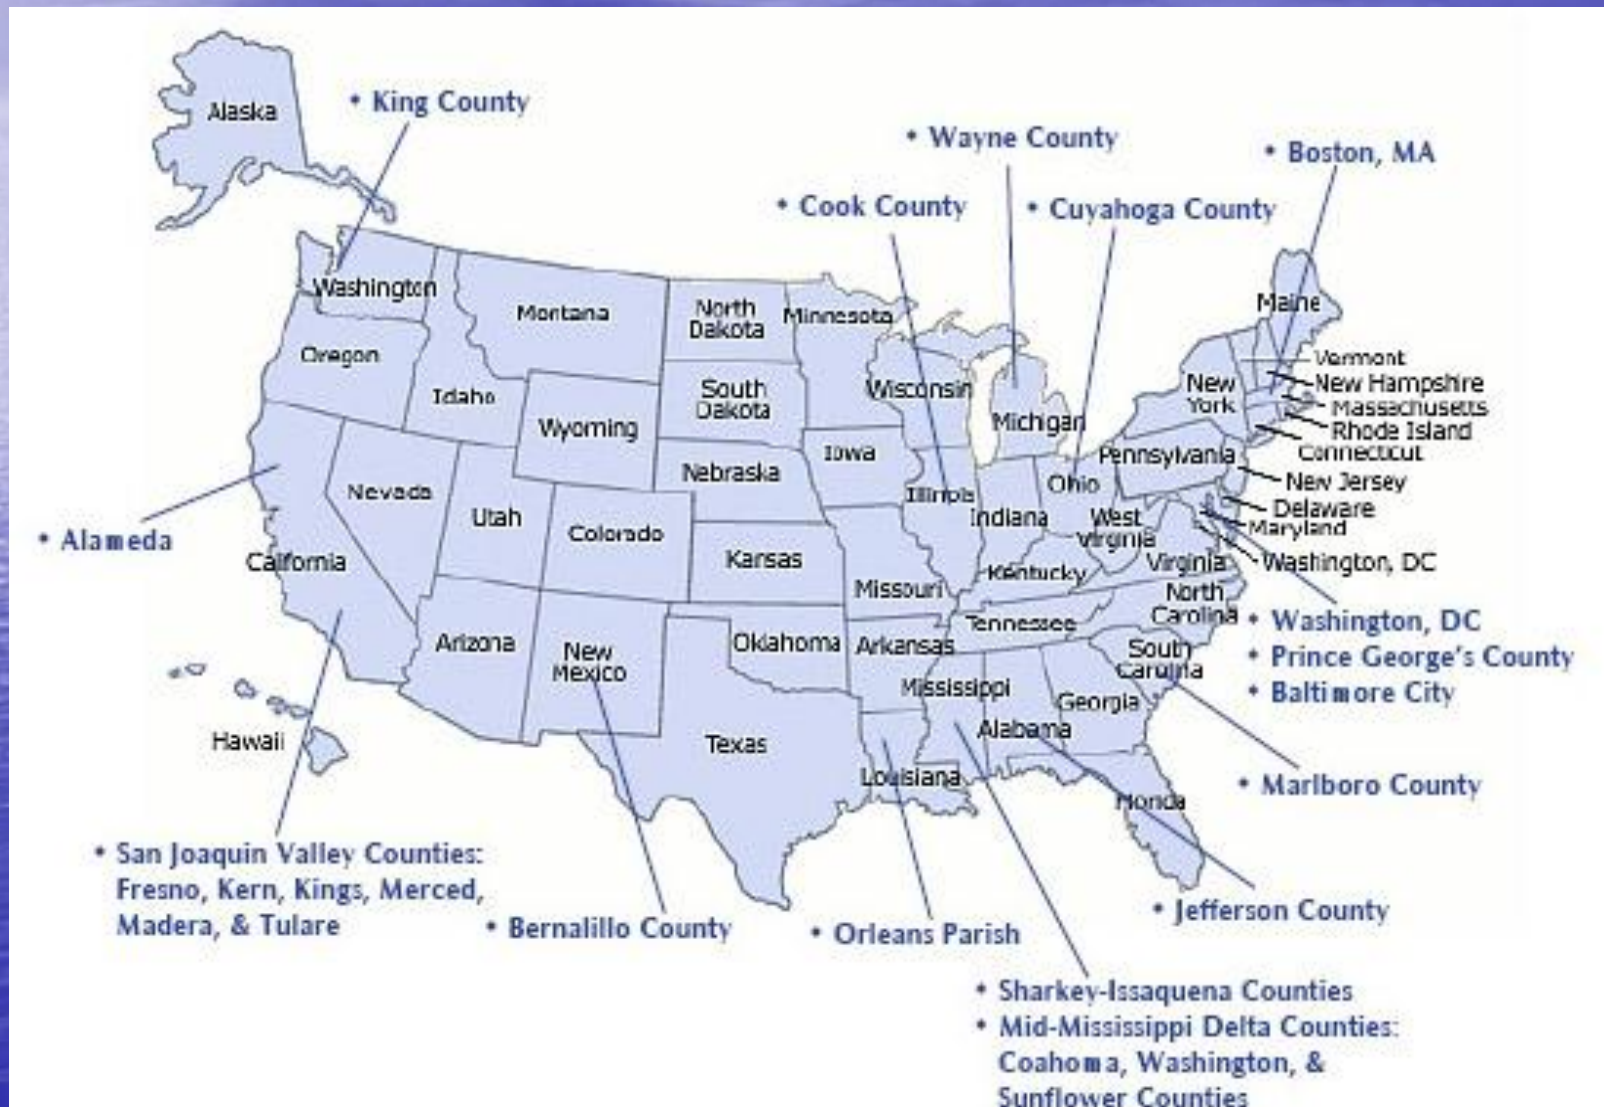 Alaska
• King County
• Wayne County
• Boston, MA
• Cook County
• Cuyahoga County
Washington
Montana
North
Dakota
Minnesota
Maine
Oregon
Idaho
Wyoming
South
Dakota
Wisconsin
Michigan
New
York
Vermont
New Hampshire
Massachusetts
Rhode Island
Connecticut
New Jersey
Delaware
Maryland
Washington, DC
Nevada
Utah
Colorado
Nebraska
Kansas
Iowa
Illinois
Indiana
Ohio
Pennsylvania
West
Virginia
Virginia
Kentucky
Missouri
• Alameda
California
Arizona
New
Mexico
Oklahoma
Arkansas
Tennessee
North
Carolina
South
Carolina
Mississippi
Alabama
Georgia
Texas
Louisiana
Florida
Hawaii
• Washington, DC
• Prince George's County
• Baltimore City
• Marlboro County
• San Joaquin Valley Counties:
Fresno, Kern, Kings, Merced,
Madera, & Tulare
• Bernalillo County
• Orleans Parish
• Jefferson County
• Sharkey-Issaquena Counties
• Mid-Mississippi Delta Counties:
Coahoma, Washington, &
Sunflower Counties